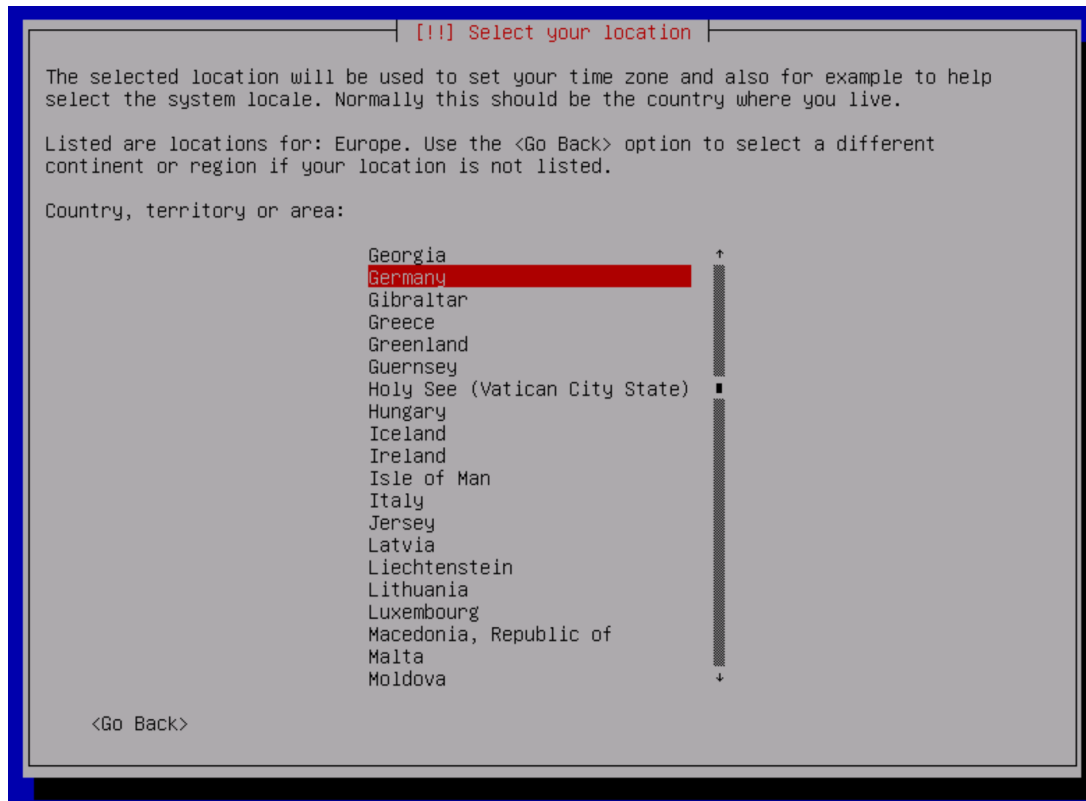 [!!] Select your location
The selected location will be used to set your time zone and also for example to help
select the system locale. Normally this should be the country where you live.
Listed are locations for: Europe. Use the <Go Back> option to select a different
continent or region if your location is not listed.
Country, territory or area:
Georgia
Germany
Gibraltar
Greece
Greenland
Guernsey
Holy See (Vatican City State)
Hungary
Iceland
Ireland
Isle of Man
Italy
Jersey
Latvia
Liechtenstein
Lithuania
Luxembourg
Macedonia, Republic of
Malta
Moldova
<Go Back>